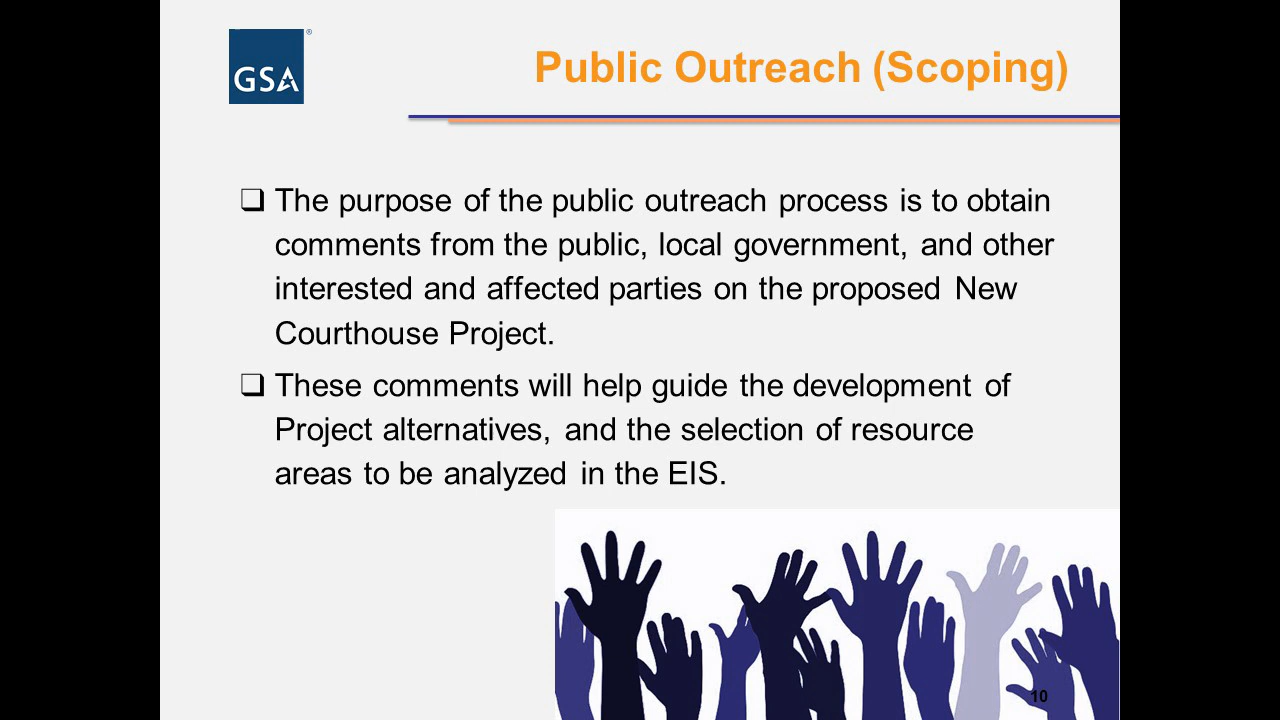 GSA
®
Public Outreach (Scoping)
❑ The purpose of the public outreach process is to obtain
comments from the public, local government, and other
interested and affected parties on the proposed New
Courthouse Project.
❑ These comments will help guide the development of
Project alternatives, and the selection of resource
areas to be analyzed in the EIS.
10